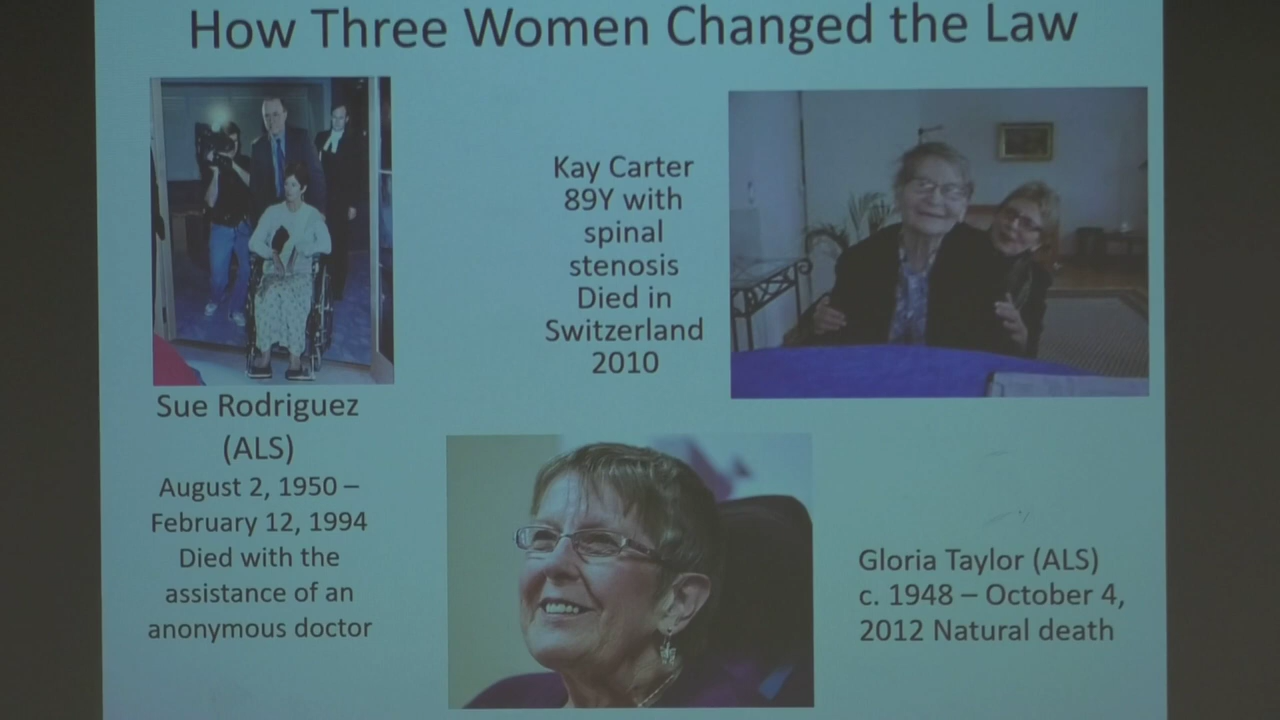 How Three Women Changed the Law
Kay Carter
89Y with
spinal
stenosis
Died in
Switzerland
2010
Sue Rodriguez
(ALS)
August 2, 1950 –
February 12, 1994
Died with the
assistance of an
anonymous doctor
Gloria Taylor (ALS)
c. 1948 – October 4,
2012 Natural death